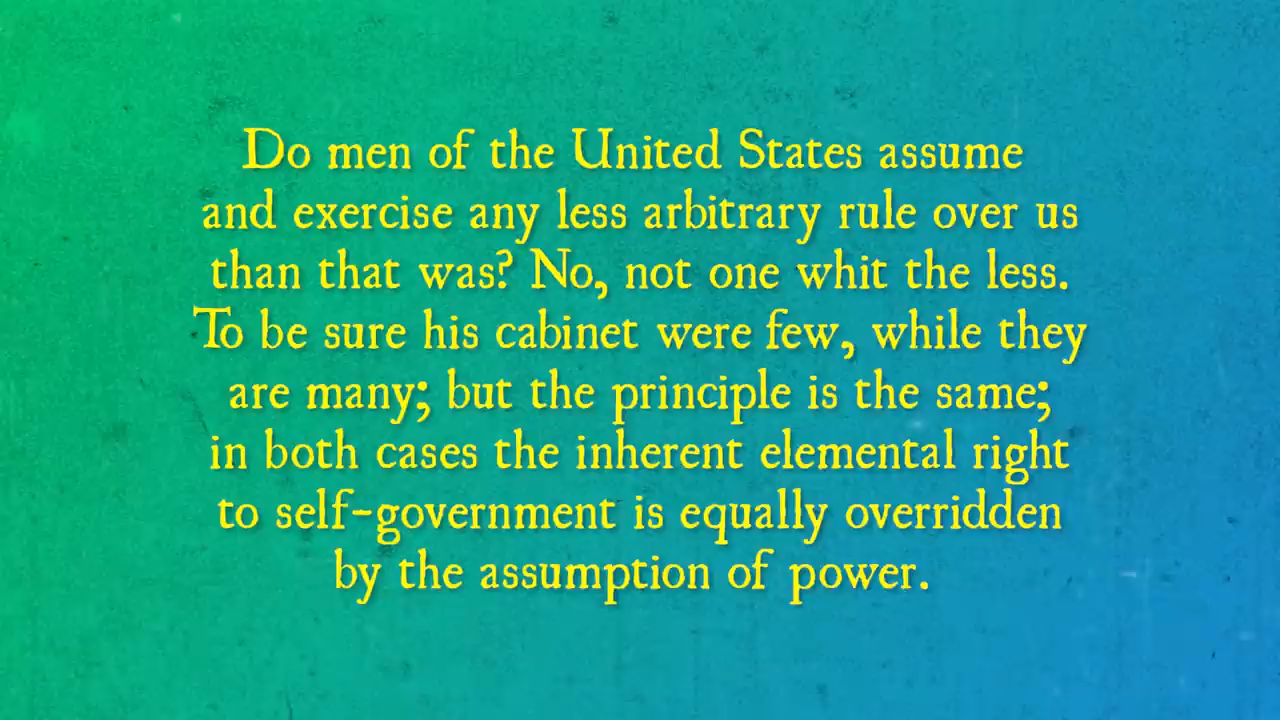 Do men of the United States assume
and exercise any less arbitrary rule over us
than that was? No, not one whit the less.
To be sure his cabinet were few, while they
are many; but the principle is the same;
in both cases the inherent elemental right
to self-government is equally overridden
by the assumption of power.